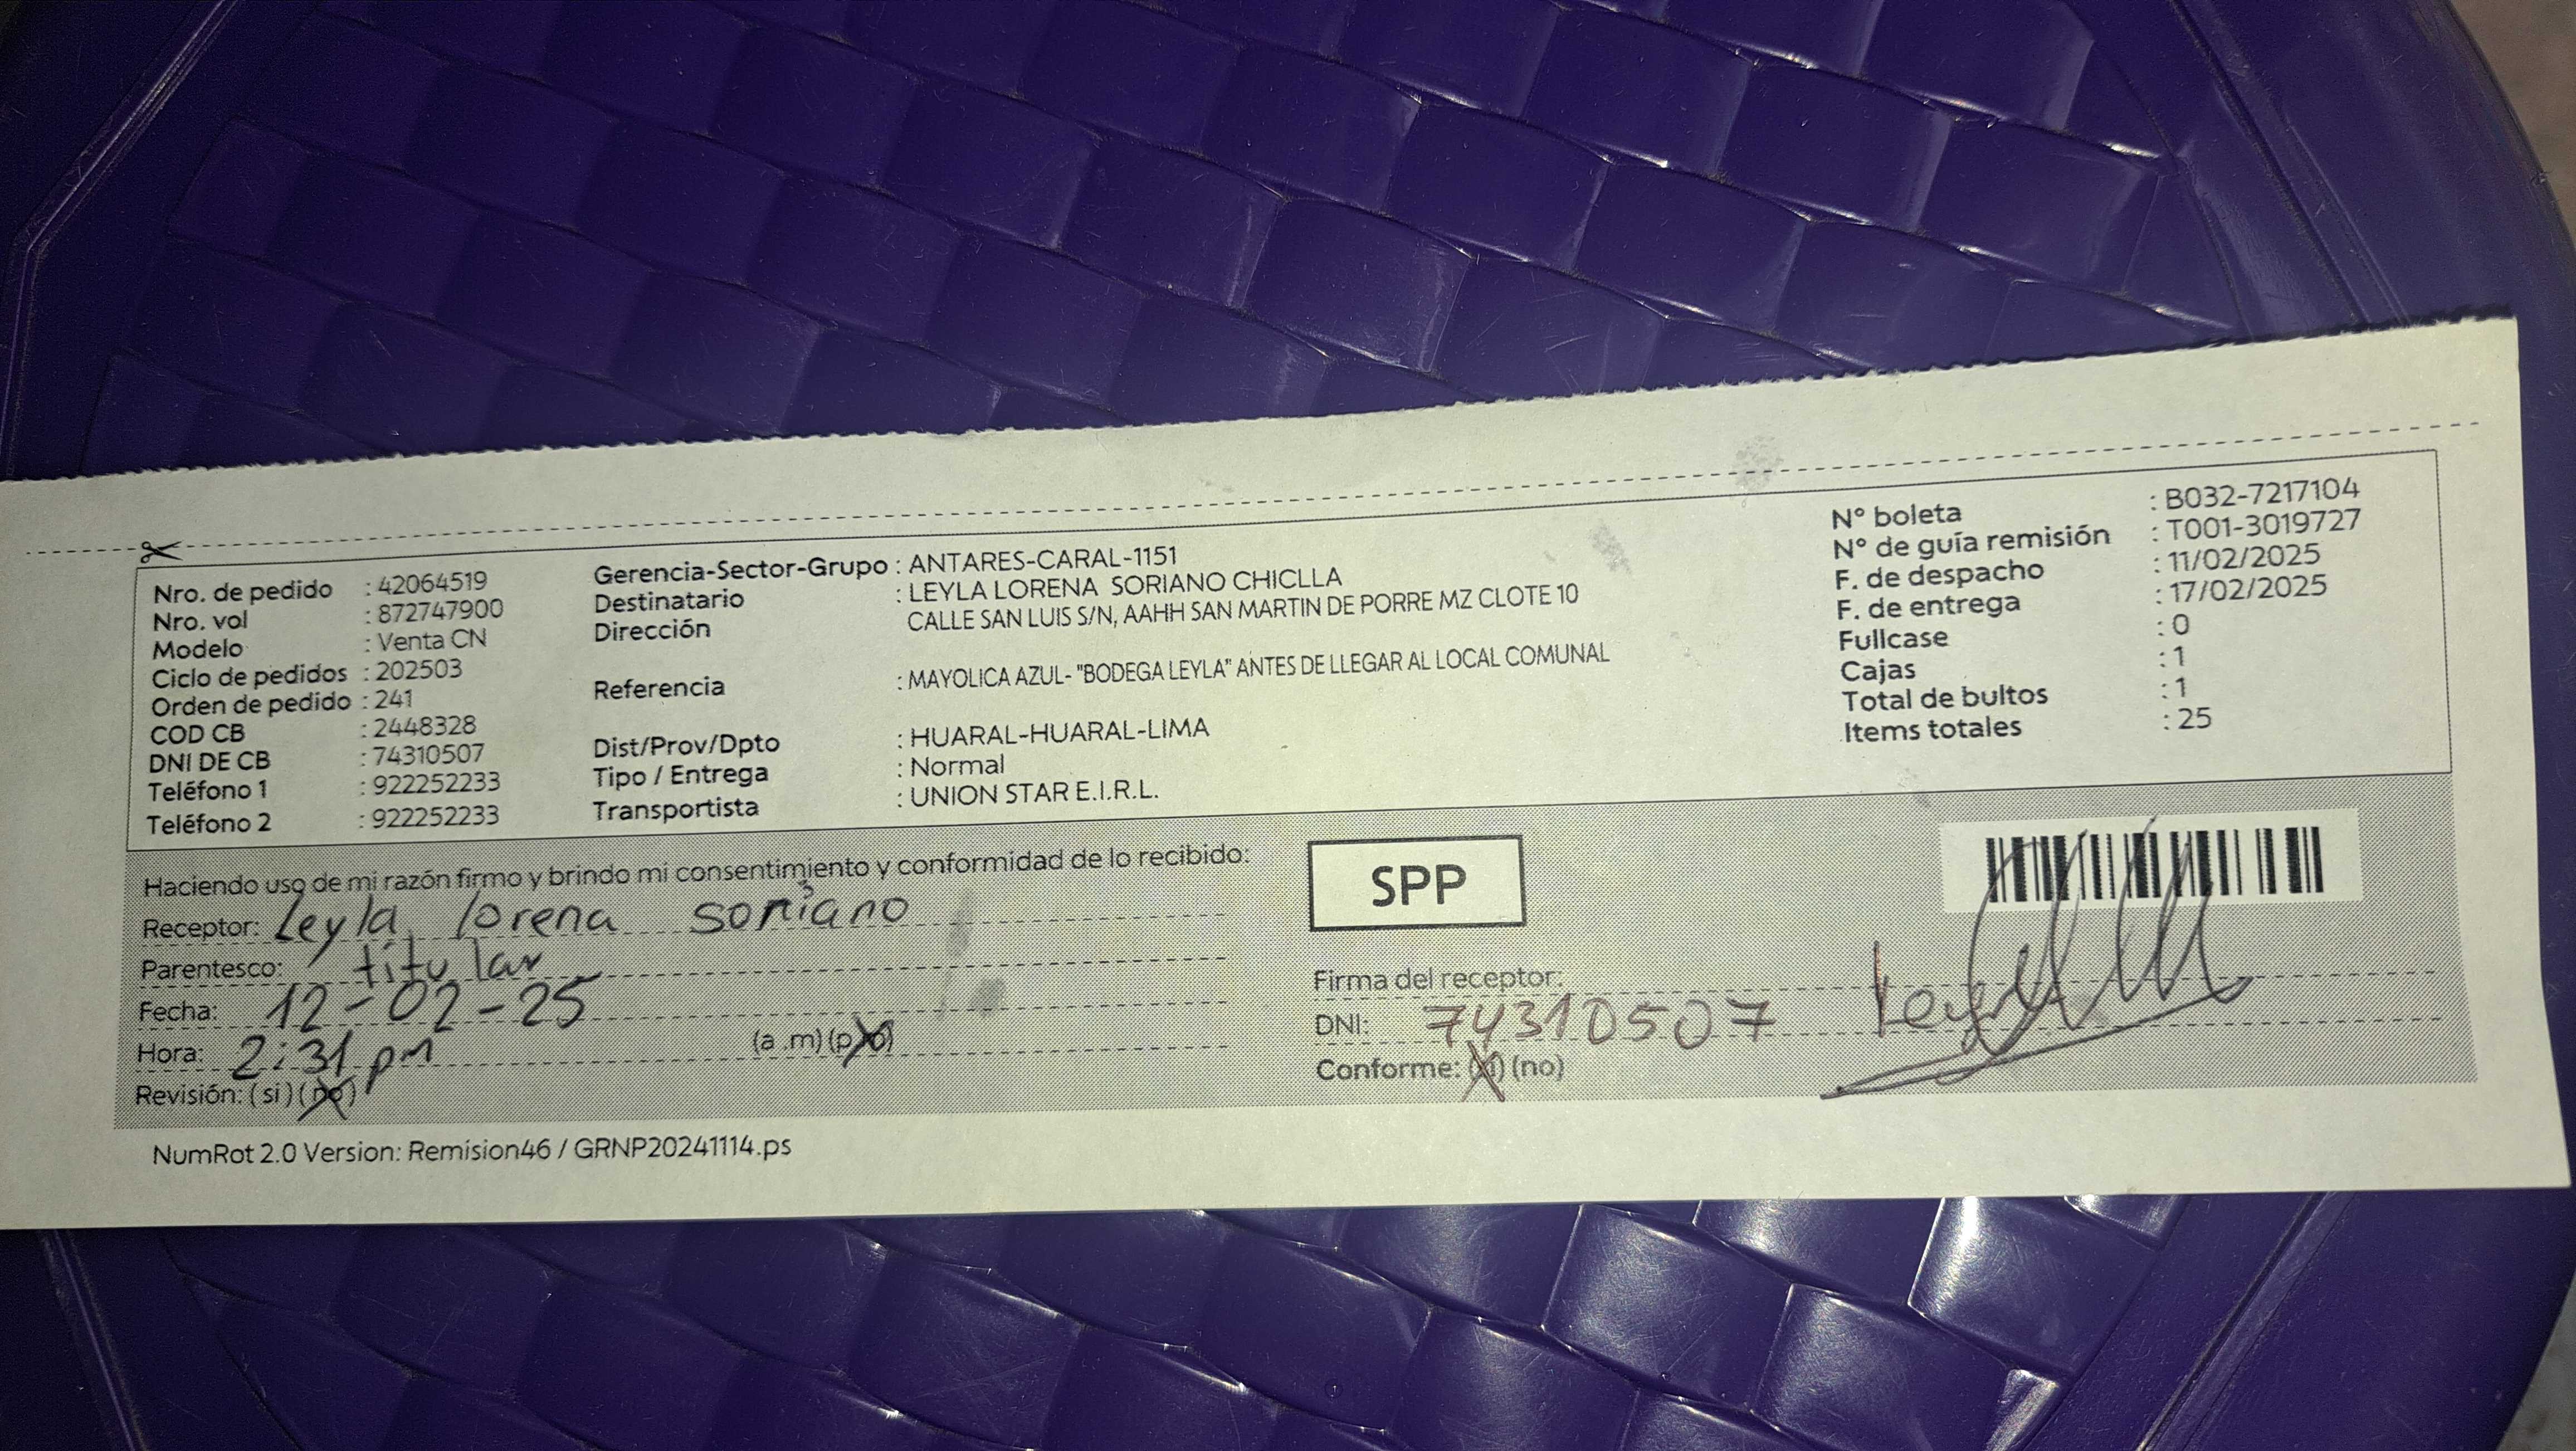 Nro. de pedido : 42064519
Nro. vol : 872747900
Modelo : Venta CN
Ciclo de pedidos : 202503
Orden de pedido : 241
COD CB : 2448328
DNI DE CB : 74310507
Teléfono 1 : 922252233
Teléfono 2 : 922252233
Gerencia-Sector-Grupo : ANTARES-CARAL-1151
Destinatario : LEYLA LORENA SORIANO CHICLLA
Dirección CALLE SAN LUIS S/N, AAHH SAN MARTIN DE PORRE MZ CLOTE 10
Referencia : MAYOLICA AZUL- "BODEGA LEYLA" ANTES DE LLEGAR AL LOCAL COMUNAL
Dist/Prov/Dpto : HUARAL-HUARAL-LIMA
Tipo / Entrega : Normal
Transportista : UNION STAR E.I.R.L.
N° boleta : B032-7217104
N° de guía remisión : T001-3019727
F. de despacho : 11/02/2025
F. de entrega : 17/02/2025
Fullcase : 0
Cajas : 1
Total de bultos : 1
Items totales : 25
Haciendo uso de mi razón firmo y brindo mi consentimiento y conformidad de lo recibido:
Receptor: Leyla lorena soriano
Parentesco: titular
Fecha: 12-02-25
Hora: 2:31 pm (a .m) (p.m)
Revisión: (si) (no)
SPP
Firma del receptor:
DNI: 74310507
Conforme: (si) (no)
NumRot 2.0 Version: Remision46 / GRNP20241114.ps